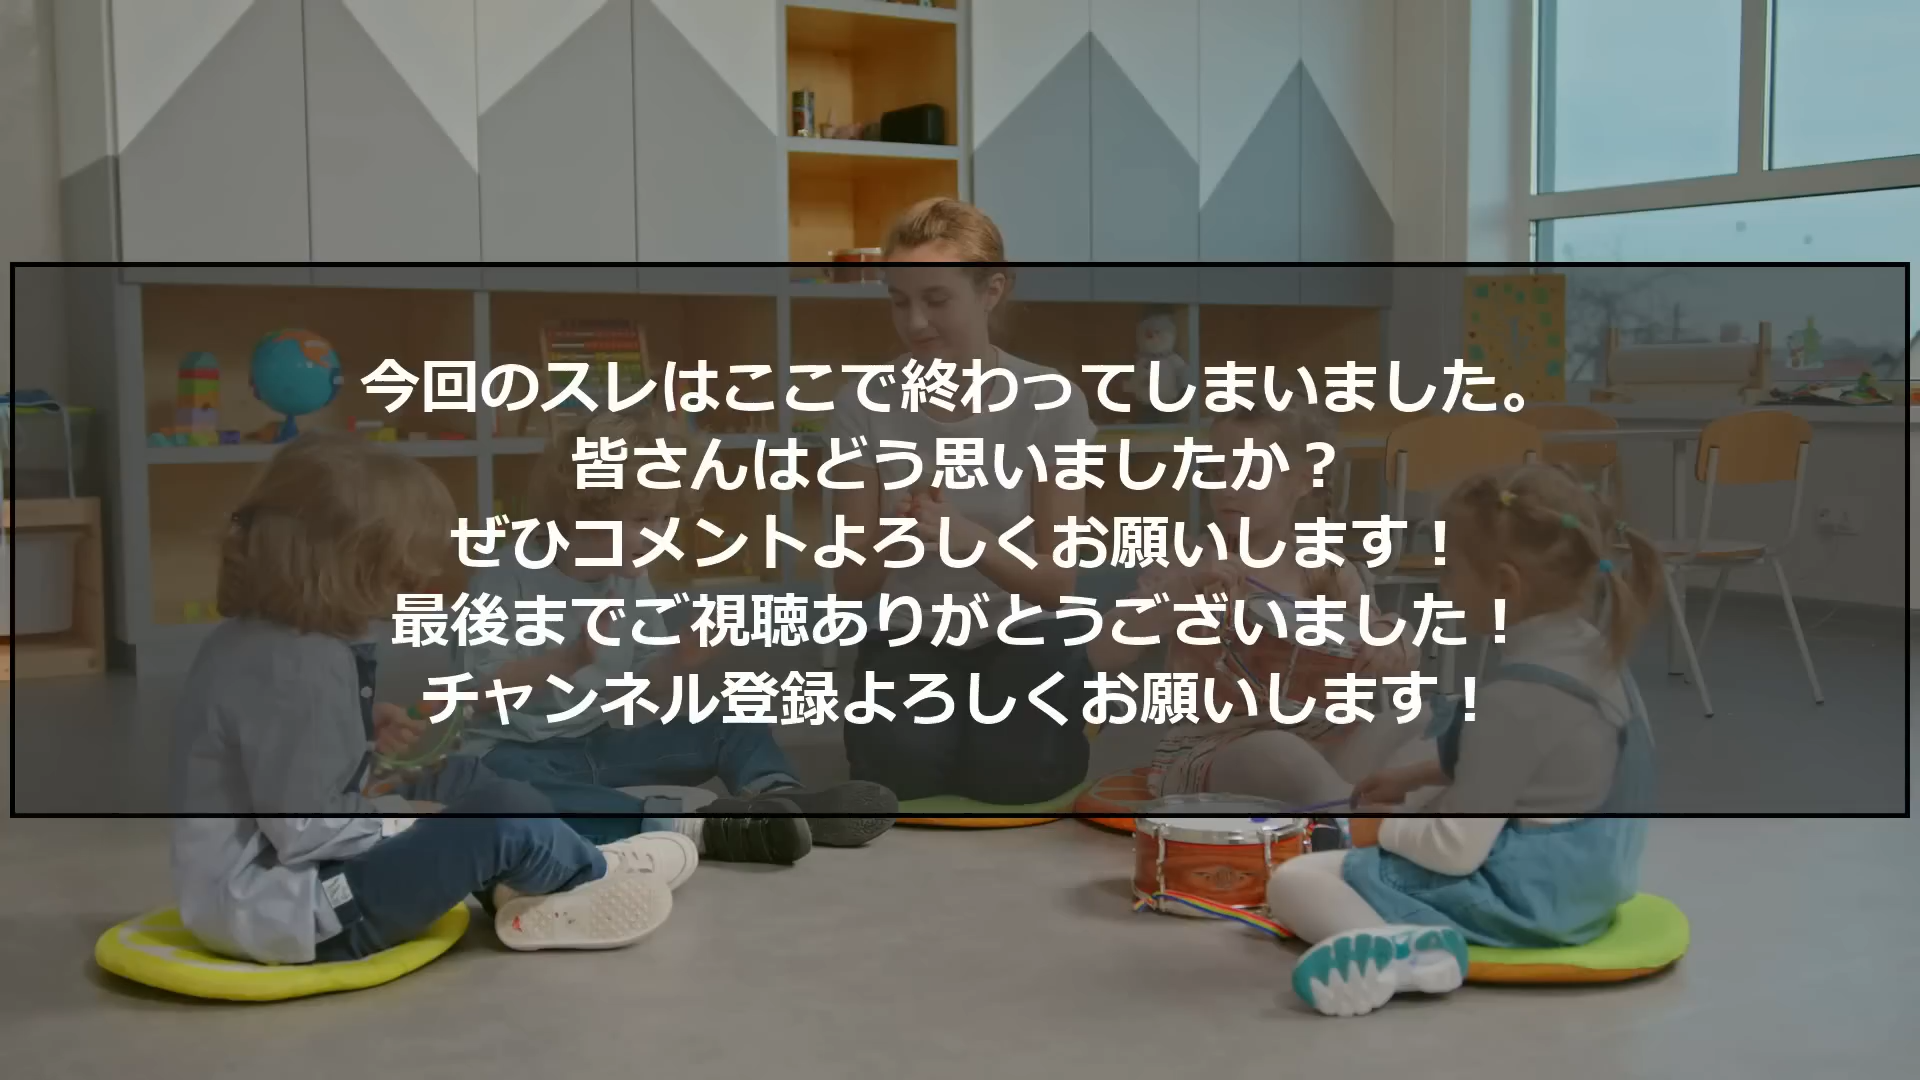 今回のスレはここで終わってしまいました。
皆さんはどう思いましたか？
ぜひコメントよろしくお願いします！
最後までご視聴ありがとうございました！
チャンネル登録よろしくお願いします！